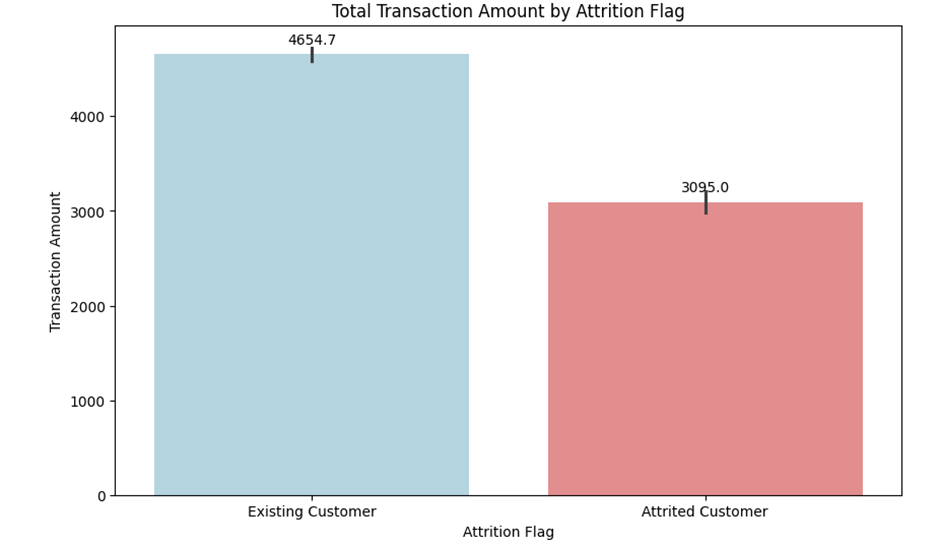 Total Transaction Amount by Attrition Flag
4654.7
3095.0
4000
3000
2000
1000
0
Transaction Amount
Existing Customer
Attrited Customer
Attrition Flag